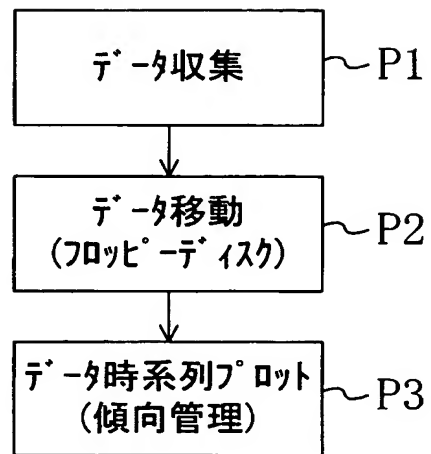 データ収集
P1
データ移動
(フロッピーディスク)
P2
データ時系列プロット
(傾向管理)
P3